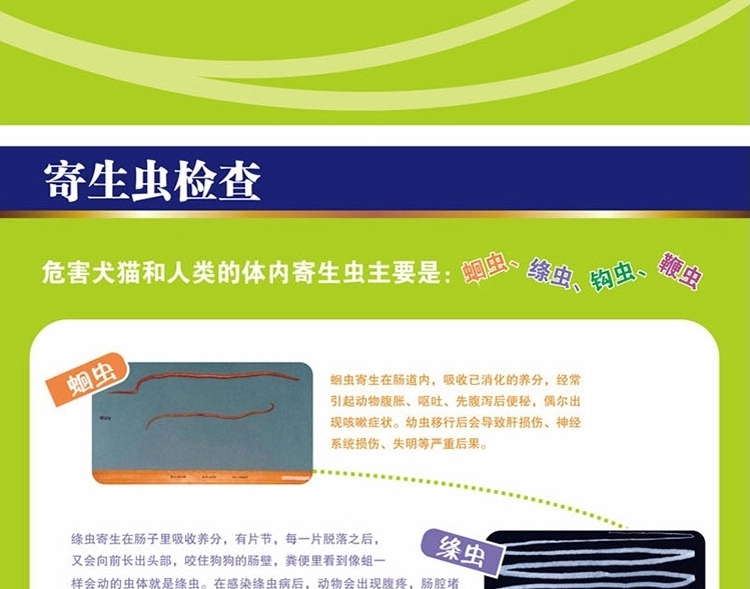 寄生虫检查
危害犬猫和人类的体内寄生虫主要是：蛔虫、绦虫、钩虫、鞭虫
蛔虫
蛔虫寄生在肠道内，吸收已消化的养分，经常
引起动物腹胀、呕吐、先腹泻后便秘，偶尔出
现咳嗽症状。幼虫移行后会导致肝损伤、神经
系统损伤、失明等严重后果。
绦虫
绦虫寄生在肠子里吸收养分，有片节，每一片脱落之后，
又会向前长出头部，咬住狗狗的肠壁，粪便里看到像蛆一
样会动的虫体就是绦虫。在感染绦虫病后，动物会出现腹疼，肠腔堵